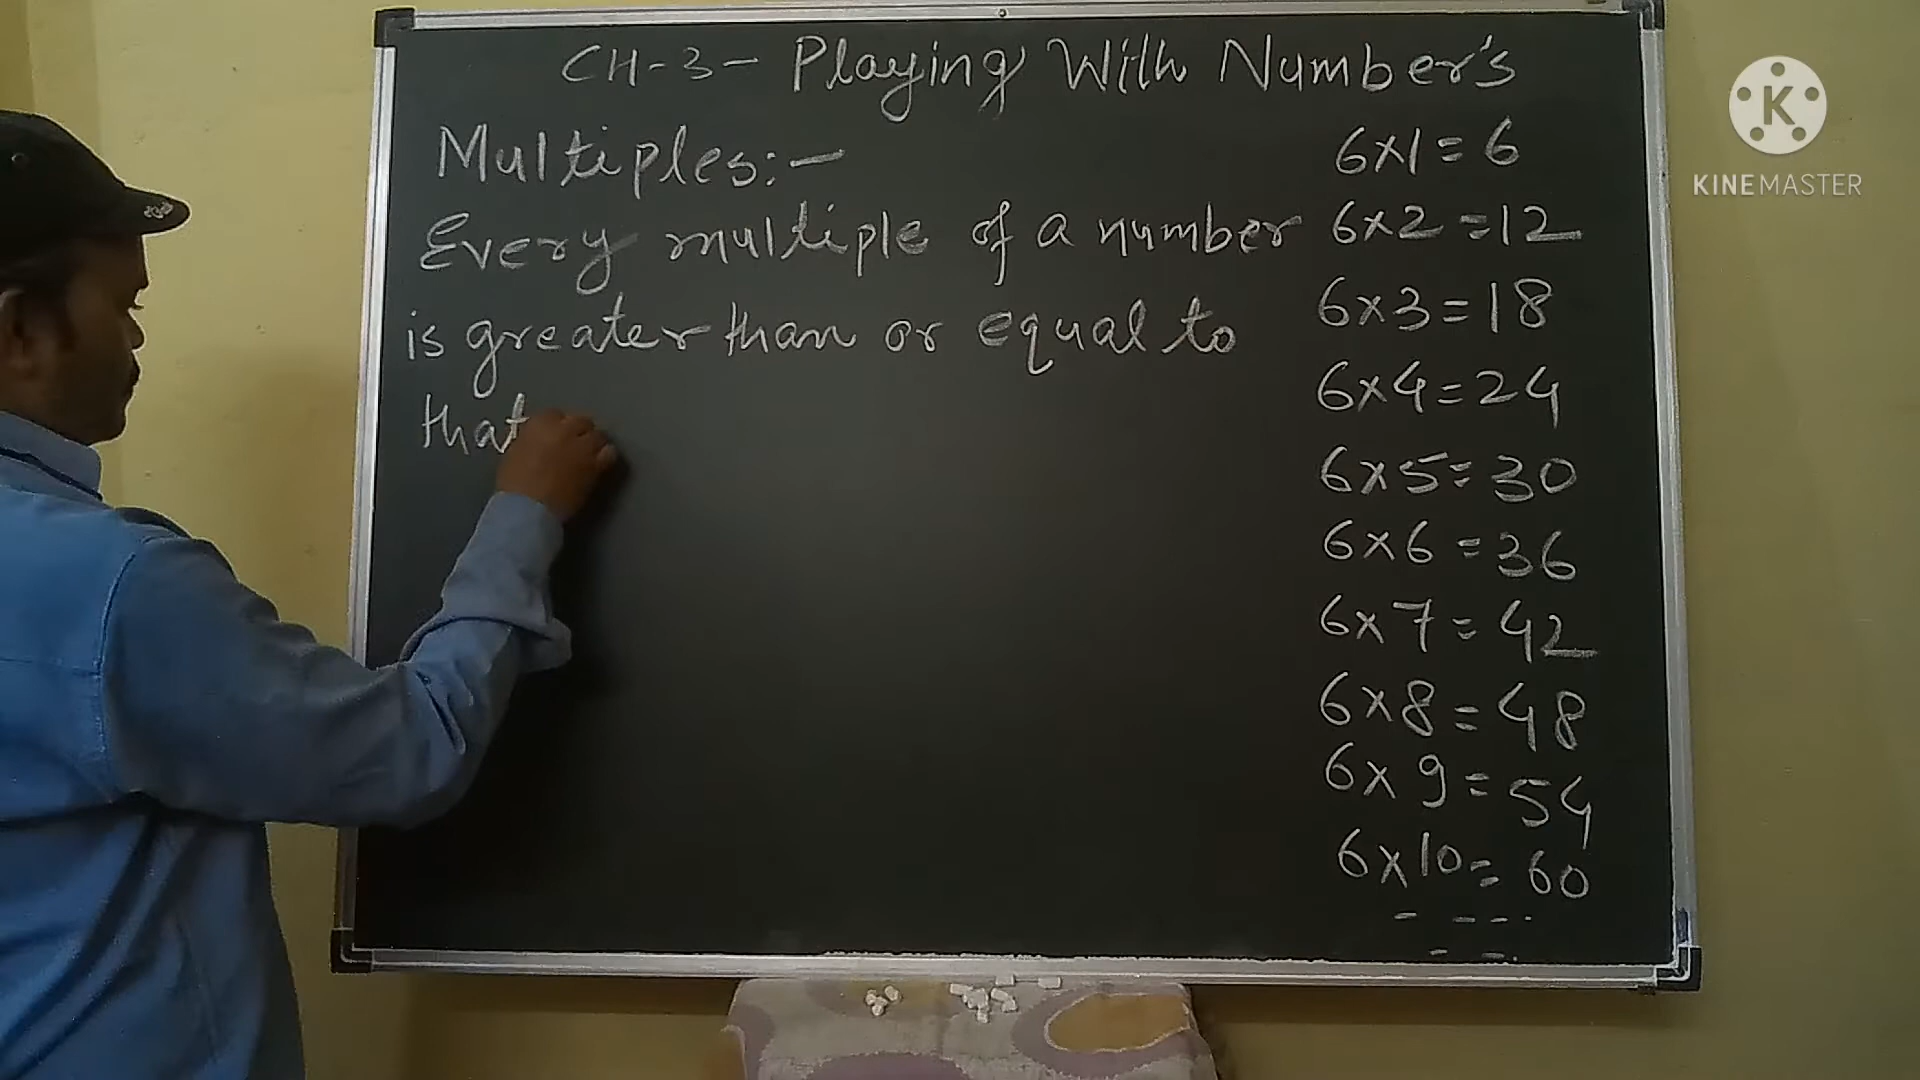 CH-3- Playing With Number's
Multiples:-
Every multiple of a number
is greater than or equal to
that
6x1=6
6x2=12
6x3=18
6x4=24
6x5=30
6x6=36
6x7=42
6x8=48
6x9=54
6x10=60
- - - -
- - .
K
KINEMASTER